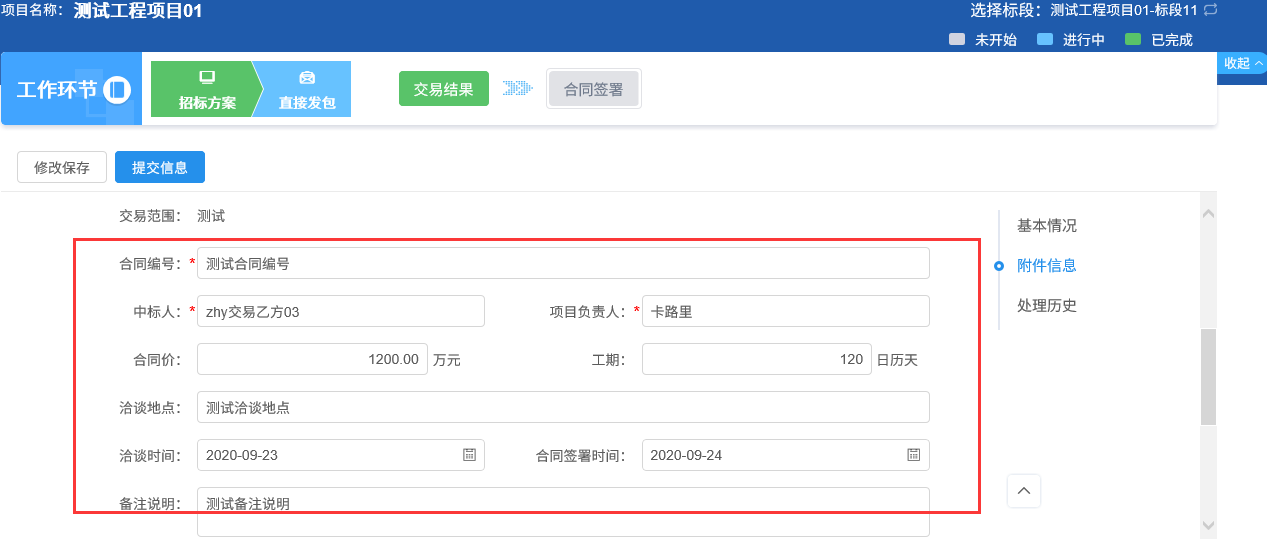 项目名称： 测试工程项目01
选择标段： 测试工程项目01-标段11
未开始 进行中 已完成
工作环节 招标方案 直接发包 交易结果 合同签署 收起
修改保存 提交信息
交易范围： 测试
基本情况
合同编号：* 测试合同编号
附件信息
中标人：* zhy交易乙方03 项目负责人：* 卡路里
处理历史
合同价： 1200.00 万元 工期： 120 日历天
洽谈地点： 测试洽谈地点
洽谈时间： 2020-09-23 合同签署时间： 2020-09-24
备注说明： 测试备注说明